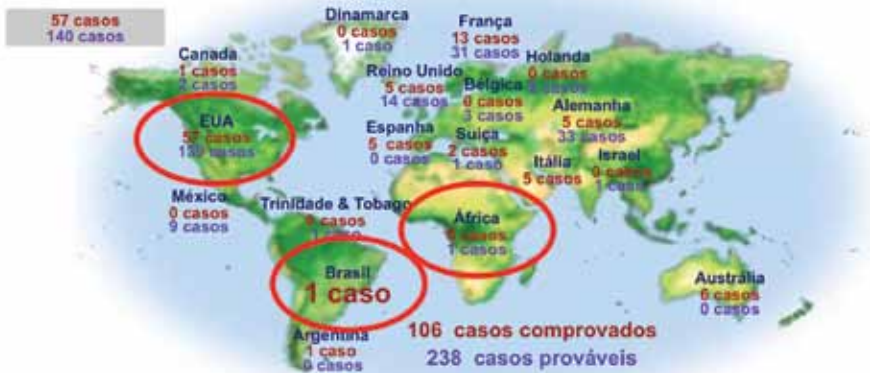 57 casos
140 casos
Dinamarca
0 casos
1 caso
França
13 casos
31 casos
Canada
1 casos
2 casos
Reino Unido
5 casos
14 casos
Holanda
0 casos
casos
Bélgica
0 casos
3 casos
Alemanha
5 casos
33 casos
EUA
57 casos
casos
Espanha
5 casos
0 casos
Suiça
2 casos
1 caso
Itália
5 casos
Israel
0 casos
1 caso
México
0 casos
9 casos
Trinidade & Tobago
casos
África
casos
1 casos
Brasil
1 caso
Austrália
6 casos
0 casos
Argentina
1 caso
0 casos
106 casos comprovados
238 casos prováveis